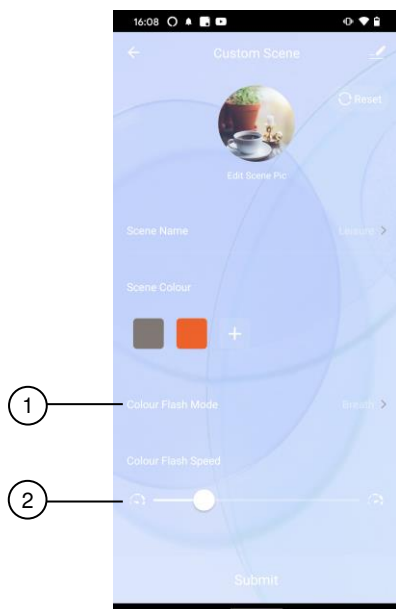 16:08
Custom Scene
Reset
Edit Scene Pic
Scene Name Leisure
Scene Colour
+
1 Colour Flash Mode Breath
Colour Flash Speed
2
Submit